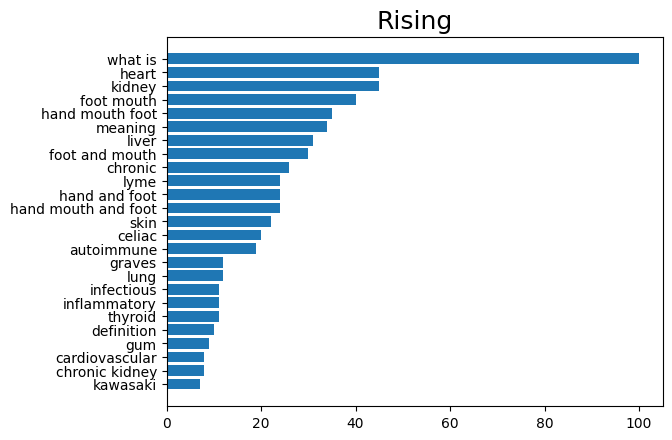 Rising
what is
heart
kidney
foot mouth
hand mouth foot
meaning
liver
foot and mouth
chronic
lyme
hand and foot
hand mouth and foot
skin
celiac
autoimmune
graves
lung
infectious
inflammatory
thyroid
definition
gum
cardiovascular
chronic kidney
kawasaki
0 20 40 60 80 100